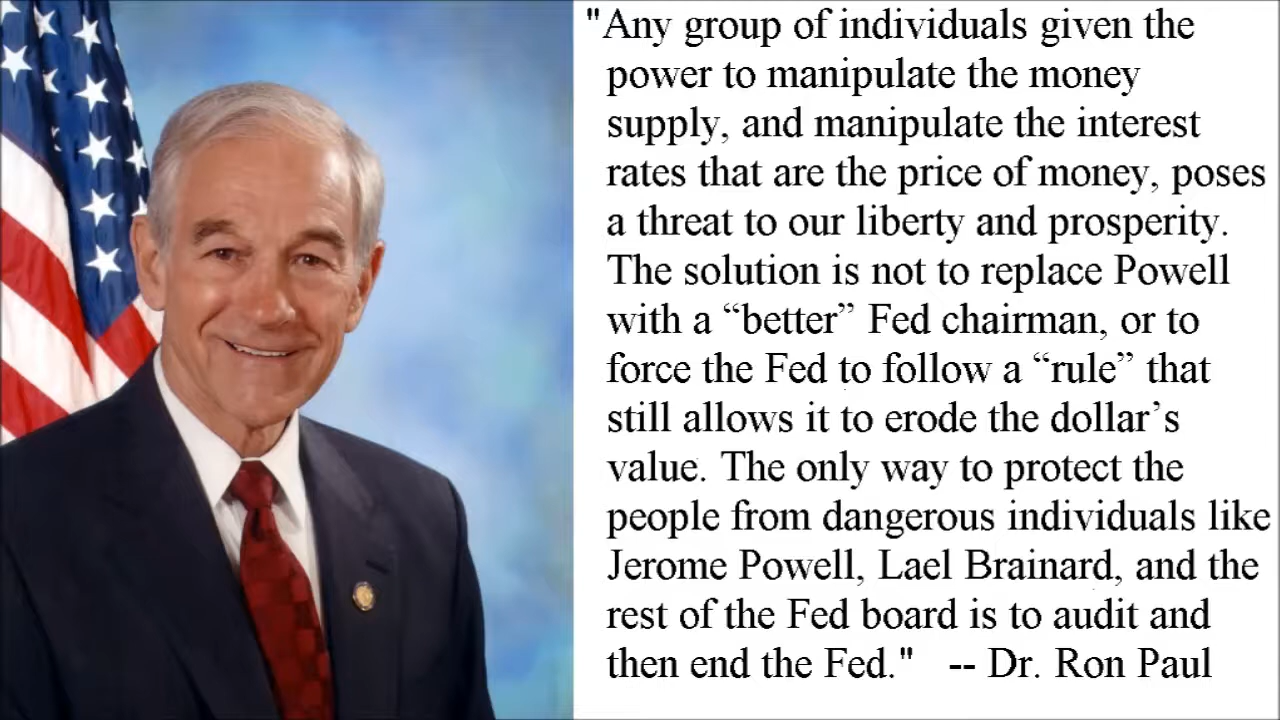 "Any group of individuals given the
power to manipulate the money
supply, and manipulate the interest
rates that are the price of money, poses
a threat to our liberty and prosperity.
The solution is not to replace Powell
with a “better” Fed chairman, or to
force the Fed to follow a “rule” that
still allows it to erode the dollar’s
value. The only way to protect the
people from dangerous individuals like
Jerome Powell, Lael Brainard, and the
rest of the Fed board is to audit and
then end the Fed." -- Dr. Ron Paul